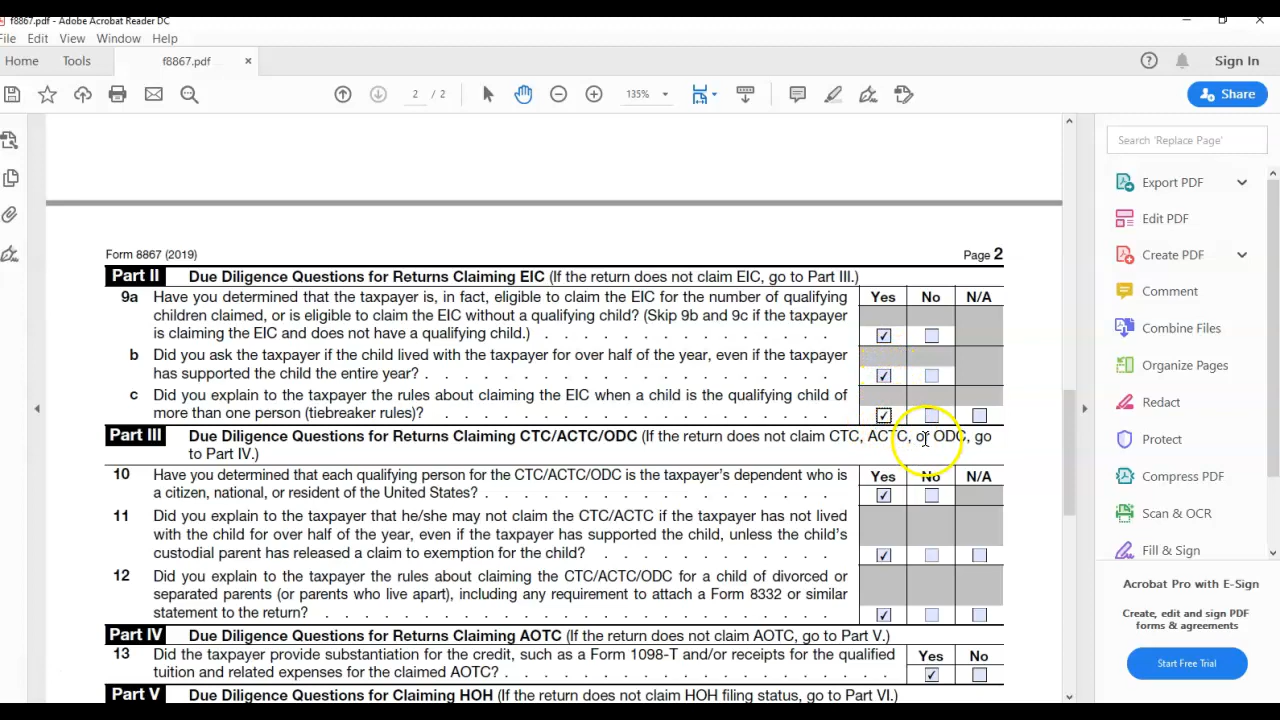 f8867.pdf - Adobe Acrobat Reader DC
File Edit View Window Help
Home Tools f8867.pdf ×
Sign In
2 / 2 135% Share
Search 'Replace Page'
Export PDF
Edit PDF
Create PDF
Comment
Combine Files
Organize Pages
Redact
Protect
Compress PDF
Scan & OCR
Fill & Sign
Acrobat Pro with E-Sign
Create, edit and sign PDF
forms & agreements
Start Free Trial
Form 8867 (2019) Page 2
Part II Due Diligence Questions for Returns Claiming EIC (If the return does not claim EIC, go to Part III.)
9a Have you determined that the taxpayer is, in fact, eligible to claim the EIC for the number of qualifying Yes No N/A
children claimed, or is eligible to claim the EIC without a qualifying child? (Skip 9b and 9c if the taxpayer
is claiming the EIC and does not have a qualifying child.) . . . . . . . . . . . . . .
b Did you ask the taxpayer if the child lived with the taxpayer for over half of the year, even if the taxpayer
has supported the child the entire year? . . . . . . . . . . . . . . . . . . .
c Did you explain to the taxpayer the rules about claiming the EIC when a child is the qualifying child of
more than one person (tiebreaker rules)? . . . . . . . . . . . . . . . . . . .
Part III Due Diligence Questions for Returns Claiming CTC/ACTC/ODC (If the return does not claim CTC, ACTC, or ODC, go
to Part IV.)
10 Have you determined that each qualifying person for the CTC/ACTC/ODC is the taxpayer's dependent who is Yes No N/A
a citizen, national, or resident of the United States? . . . . . . . . . . . . . . . . .
11 Did you explain to the taxpayer that he/she may not claim the CTC/ACTC if the taxpayer has not lived
with the child for over half of the year, even if the taxpayer has supported the child, unless the child's
custodial parent has released a claim to exemption for the child? . . . . . . . . . . . .
12 Did you explain to the taxpayer the rules about claiming the CTC/ACTC/ODC for a child of divorced or
separated parents (or parents who live apart), including any requirement to attach a Form 8332 or similar
statement to the return? . . . . . . . . . . . . . . . . . . . . . . . . .
Part IV Due Diligence Questions for Returns Claiming AOTC (If the return does not claim AOTC, go to Part V.)
13 Did the taxpayer provide substantiation for the credit, such as a Form 1098-T and/or receipts for the qualified Yes No
tuition and related expenses for the claimed AOTC? . . . . . . . . . . . . . . . . . . .
Part V Due Diligence Questions for Claiming HOH (If the return does not claim HOH filing status, go to Part VI.)